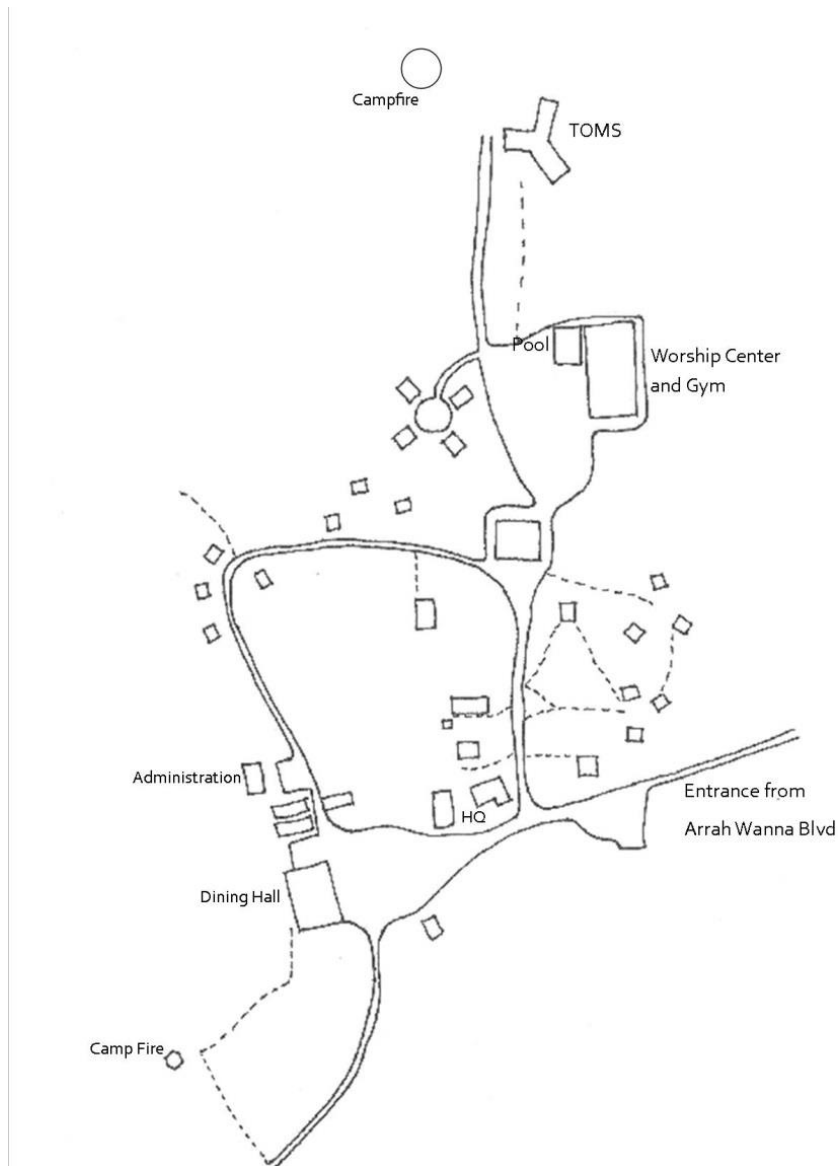 Campfire
TOMS
Pool
Worship Center
and Gym
Administration
Entrance from
HQ
Arrah Wanna Blvd
Dining Hall
Camp Fire